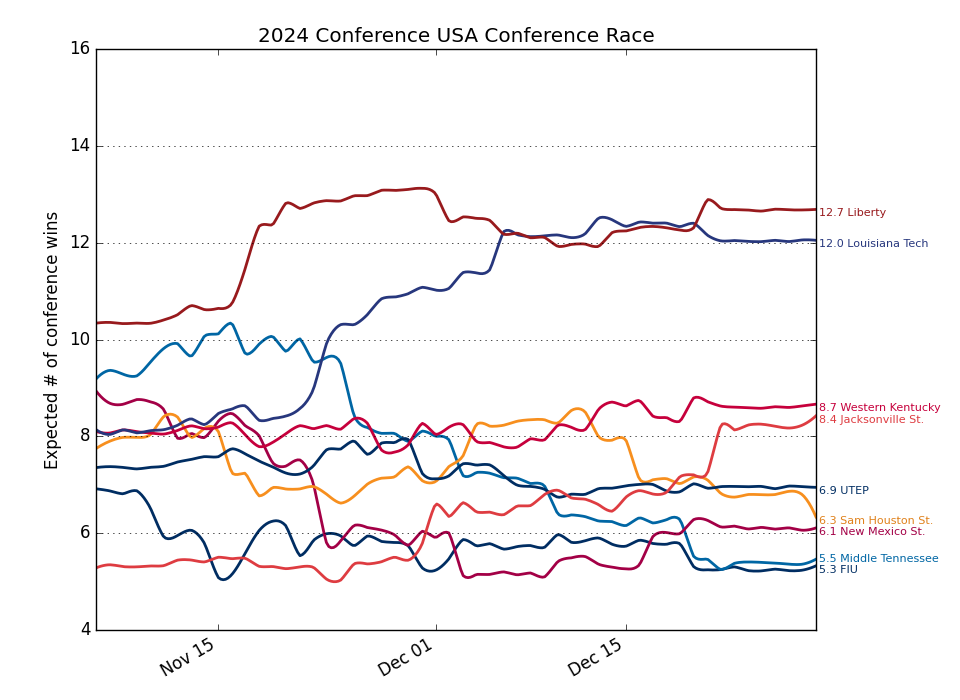 2024 Conference USA Conference Race
Expected # of conference wins
16
14
12
10
8
6
4
Nov 15
Dec 01
Dec 15
12.7 Liberty
12.0 Louisiana Tech
8.7 Western Kentucky
8.4 Jacksonville St.
6.9 UTEP
6.3 Sam Houston St.
6.1 New Mexico St.
5.5 Middle Tennessee
5.3 FIU